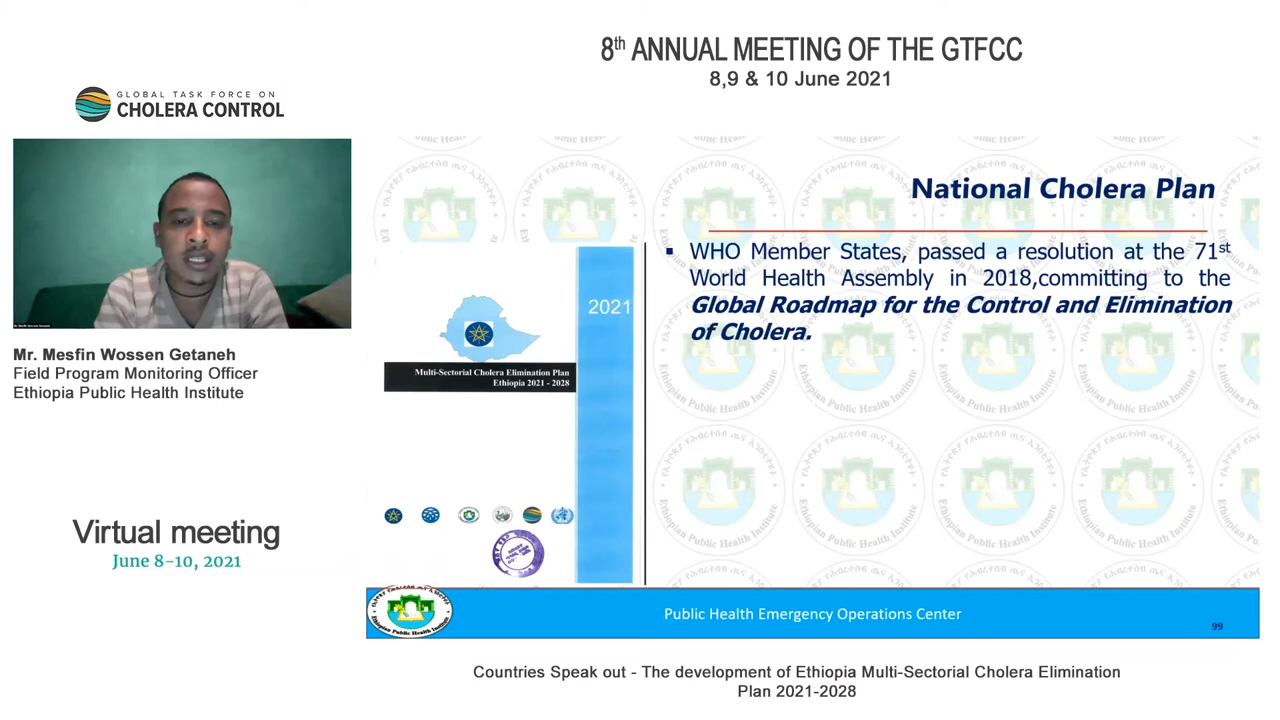 8th ANNUAL MEETING OF THE GTFCC
8,9 & 10 June 2021
GLOBAL TASK FORCE ON
CHOLERA CONTROL
Mr. Mesfin Wossen Getaneh
Field Program Monitoring Officer
Ethiopia Public Health Institute
Virtual meeting
June 8-10, 2021
National Cholera Plan
2021
Multi-Sectorial Cholera Elimination Plan
Ethiopia 2021 - 2028
▪ WHO Member States, passed a resolution at the 71st
World Health Assembly in 2018,committing to the
Global Roadmap for the Control and Elimination
of Cholera.
Ethiopian Public Health Institute
Public Health Emergency Operations Center
99
Countries Speak out - The development of Ethiopia Multi-Sectorial Cholera Elimination
Plan 2021-2028